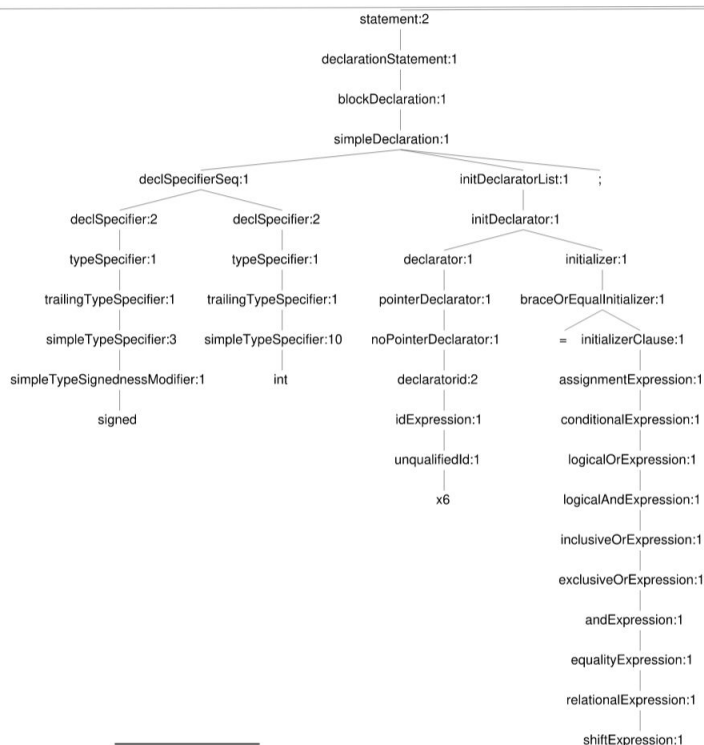 statement:2
declarationStatement:1
blockDeclaration:1
simpleDeclaration:1
declSpecifierSeq:1 initDeclaratorList:1 ;
declSpecifier:2 declSpecifier:2 initDeclarator:1
typeSpecifier:1 typeSpecifier:1 declarator:1 initializer:1
trailingTypeSpecifier:1 trailingTypeSpecifier:1 pointerDeclarator:1 braceOrEqualInitializer:1
simpleTypeSpecifier:3 simpleTypeSpecifier:10 noPointerDeclarator:1 = initializerClause:1
simpleTypeSignednessModifier:1 int declaratorid:2 assignmentExpression:1
signed idExpression:1 conditionalExpression:1
unqualifiedId:1 logicalOrExpression:1
x6 logicalAndExpression:1
inclusiveOrExpression:1
exclusiveOrExpression:1
andExpression:1
equalityExpression:1
relationalExpression:1
shiftExpression:1